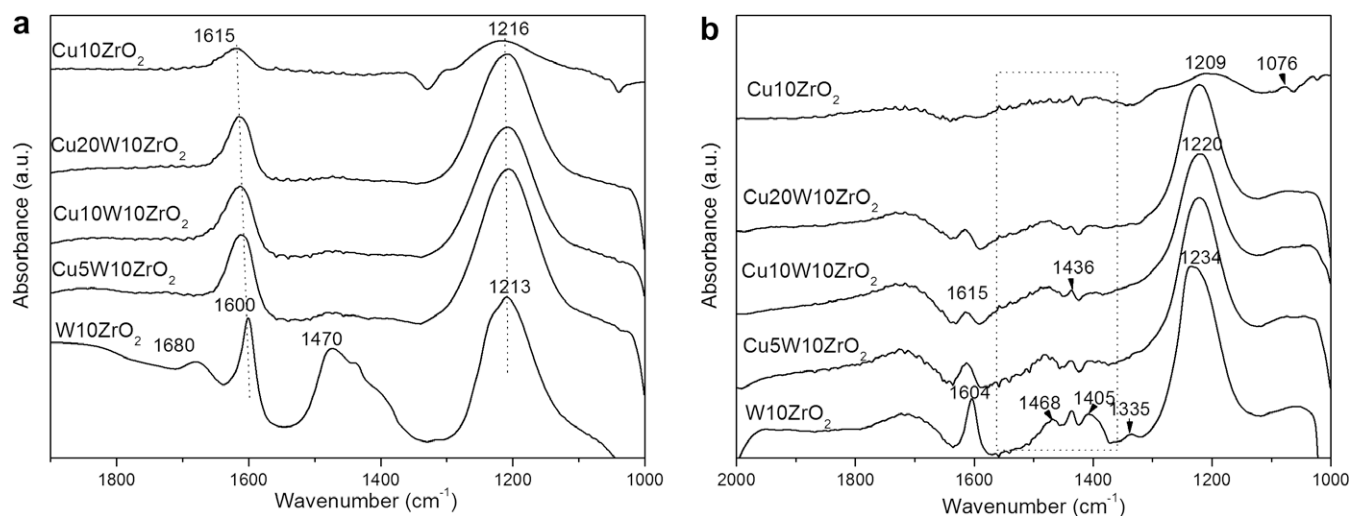 a
1615
1216
Cu10ZrO₂
Cu20W10ZrO₂
Cu10W10ZrO₂
Cu5W10ZrO₂
1600
1213
W10ZrO₂
1680
1470
Absorbance (a.u.)
1800
1600
1400
1200
1000
Wavenumber (cm⁻¹)
b
1209
1076
Cu10ZrO₂
1220
Cu20W10ZrO₂
1234
Cu10W10ZrO₂
1615
1436
Cu5W10ZrO₂
1604
1468
1405
1335
W10ZrO₂
Absorbance (a.u.)
2000
1800
1600
1400
1200
1000
Wavenumber (cm⁻¹)